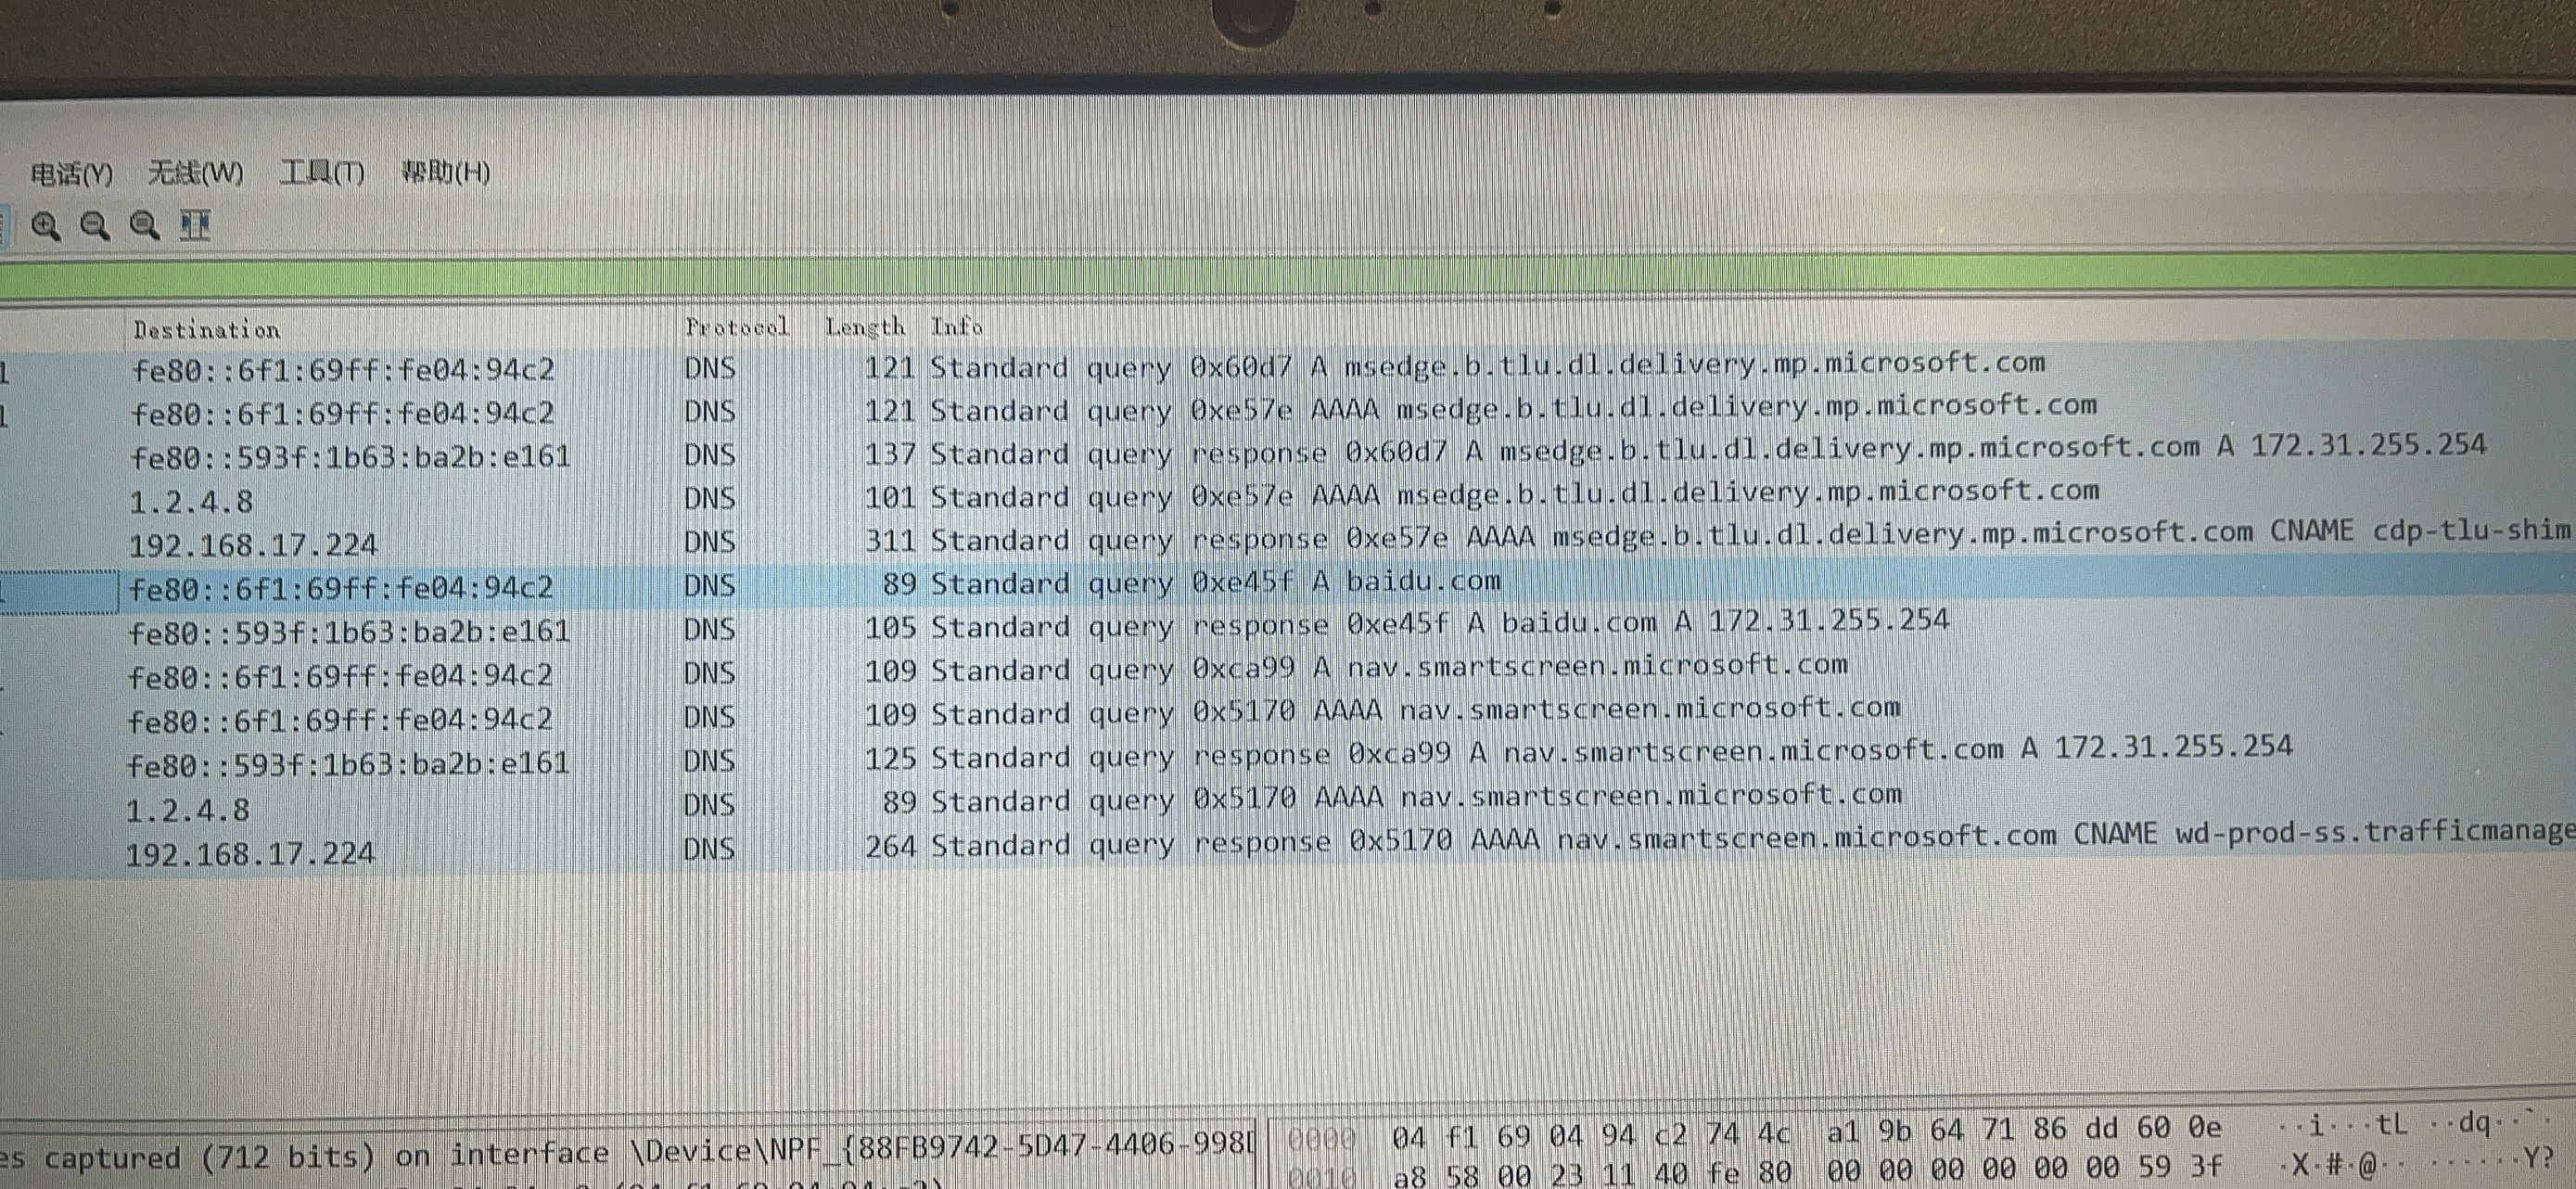 电话(Y) 无线(W) 工具(T) 帮助(H)
Destination Protocol Length Info
fe80::6f1:69ff:fe04:94c2 DNS 121 Standard query 0x60d7 A msedge.b.tlu.dl.delivery.mp.microsoft.com
fe80::6f1:69ff:fe04:94c2 DNS 121 Standard query 0xe57e AAAA msedge.b.tlu.dl.delivery.mp.microsoft.com
fe80::593f:1b63:ba2b:e161 DNS 137 Standard query response 0x60d7 A msedge.b.tlu.dl.delivery.mp.microsoft.com A 172.31.255.254
1.2.4.8 DNS 101 Standard query 0xe57e AAAA msedge.b.tlu.dl.delivery.mp.microsoft.com
192.168.17.224 DNS 311 Standard query response 0xe57e AAAA msedge.b.tlu.dl.delivery.mp.microsoft.com CNAME cdp-tlu-shim
fe80::6f1:69ff:fe04:94c2 DNS 89 Standard query 0xe45f A baidu.com
fe80::593f:1b63:ba2b:e161 DNS 105 Standard query response 0xe45f A baidu.com A 172.31.255.254
fe80::6f1:69ff:fe04:94c2 DNS 109 Standard query 0xca99 A nav.smartscreen.microsoft.com
fe80::6f1:69ff:fe04:94c2 DNS 109 Standard query 0x5170 AAAA nav.smartscreen.microsoft.com
fe80::593f:1b63:ba2b:e161 DNS 125 Standard query response 0xca99 A nav.smartscreen.microsoft.com A 172.31.255.254
1.2.4.8 DNS 89 Standard query 0x5170 AAAA nav.smartscreen.microsoft.com
192.168.17.224 DNS 264 Standard query response 0x5170 AAAA nav.smartscreen.microsoft.com CNAME wd-prod-ss.trafficmanage
es captured (712 bits) on interface \Device\NPF_{88FB9742-5D47-4406-998D
0000 04 f1 69 04 94 c2 74 4c a1 9b 64 71 86 dd 60 0e ··i···tL ··dq··`·
0010 a8 58 00 23 11 40 fe 80 00 00 00 00 00 00 59 3f ·X·#·@·· ······Y?